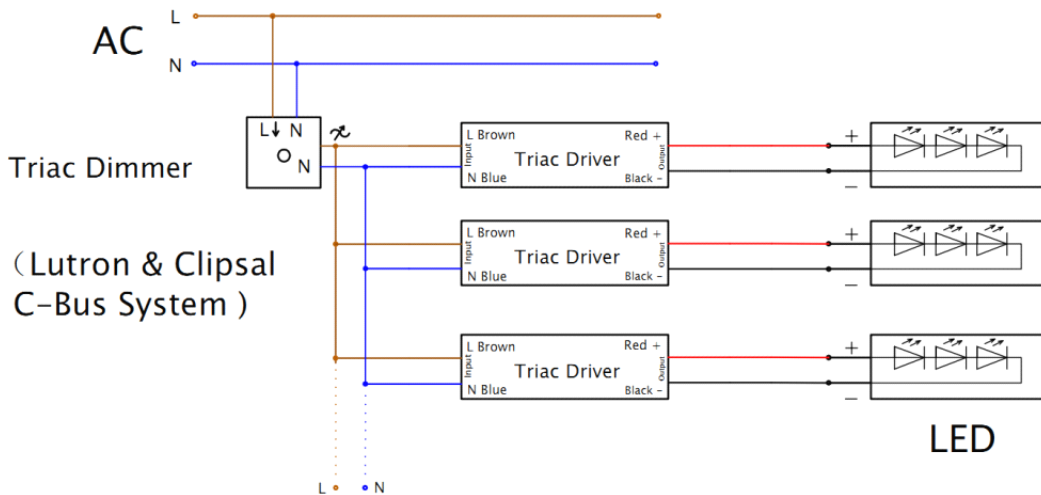 L
AC
N
L N
N
Triac Dimmer
（Lutron & Clipsal
C-Bus System )
L Brown
Input
N Blue
Triac Driver
Red +
Output
Black -
+
-
L Brown
Input
N Blue
Triac Driver
Red +
Output
Black -
+
-
L Brown
Input
N Blue
Triac Driver
Red +
Output
Black -
+
-
LED
L N